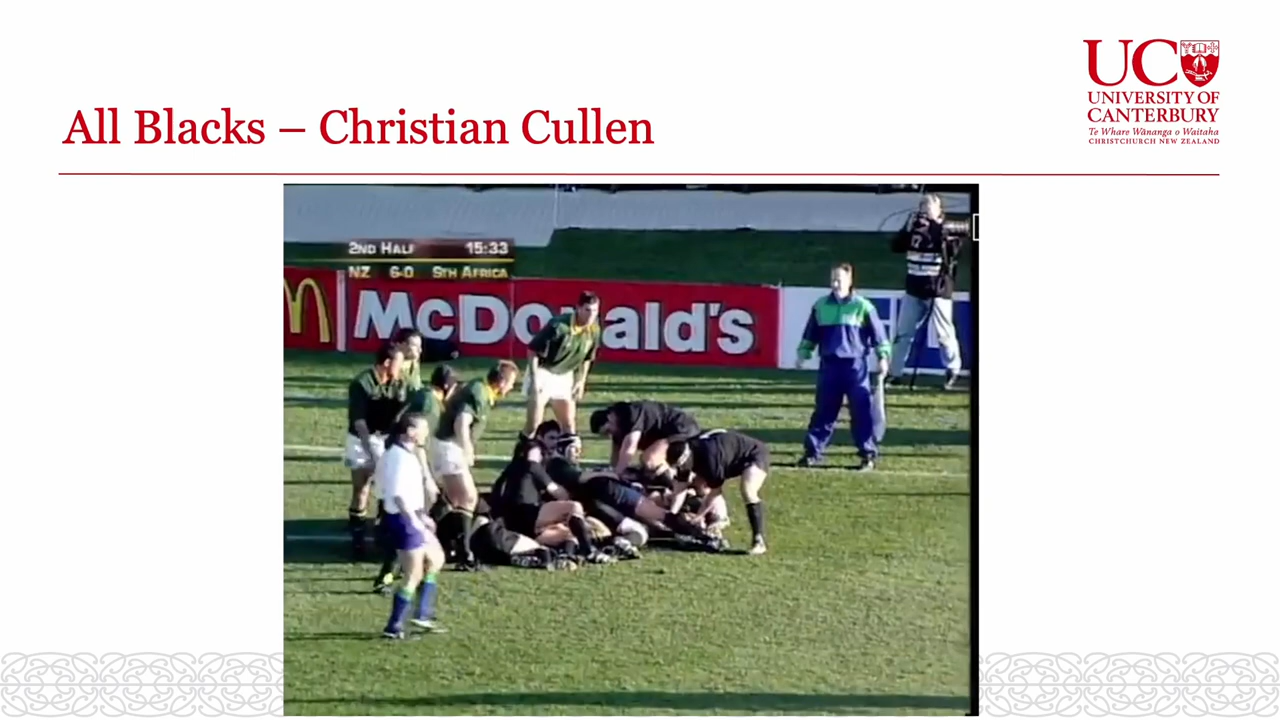 All Blacks – Christian Cullen
UC
UNIVERSITY OF
CANTERBURY
Te Whare Wānanga o Waitaha
CHRISTCHURCH NEW ZEALAND
2ND HALF 15:33
NZ 6-0 STH AFRICA
McDonald's